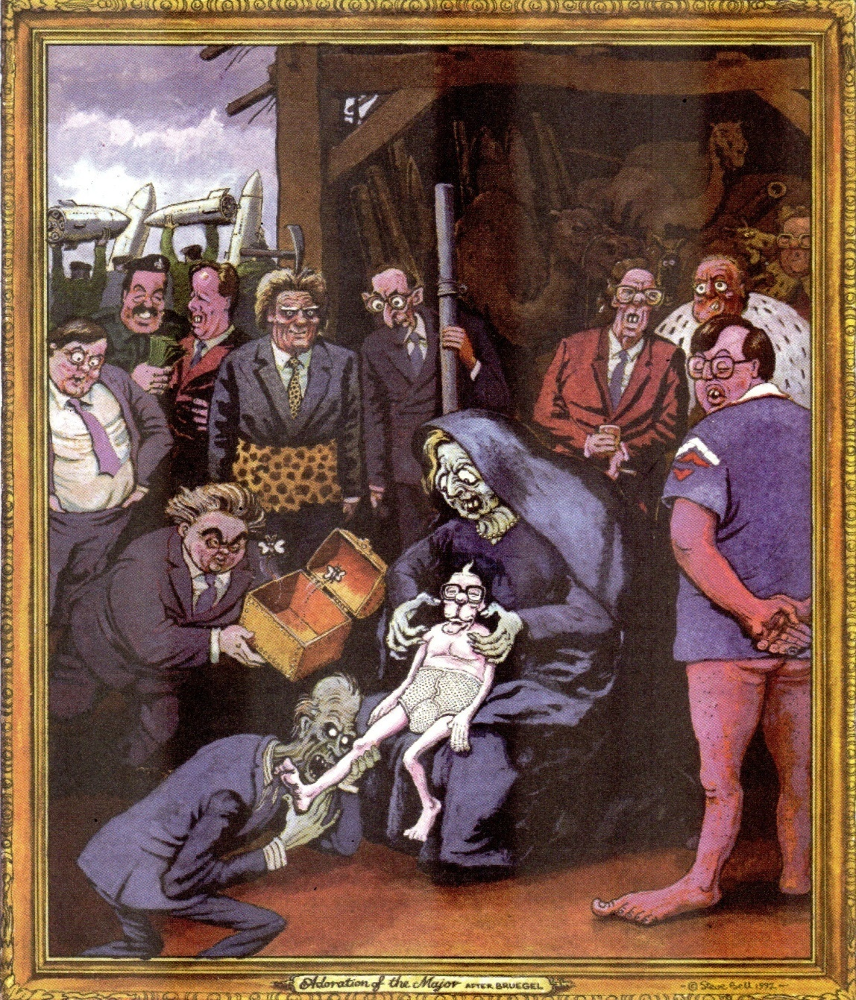 Adoration of the Major AFTER BRUEGEL
© Steve Bell 1992